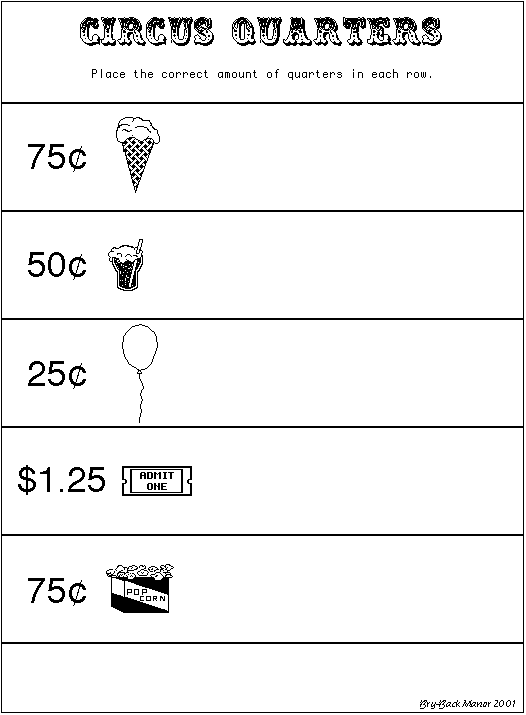 CIRCUS QUARTERS
Place the correct amount of quarters in each row.
75¢
50¢
25¢
$1.25
ADMIT
ONE
75¢
POP
CORN
Bry-Back Manor 2001